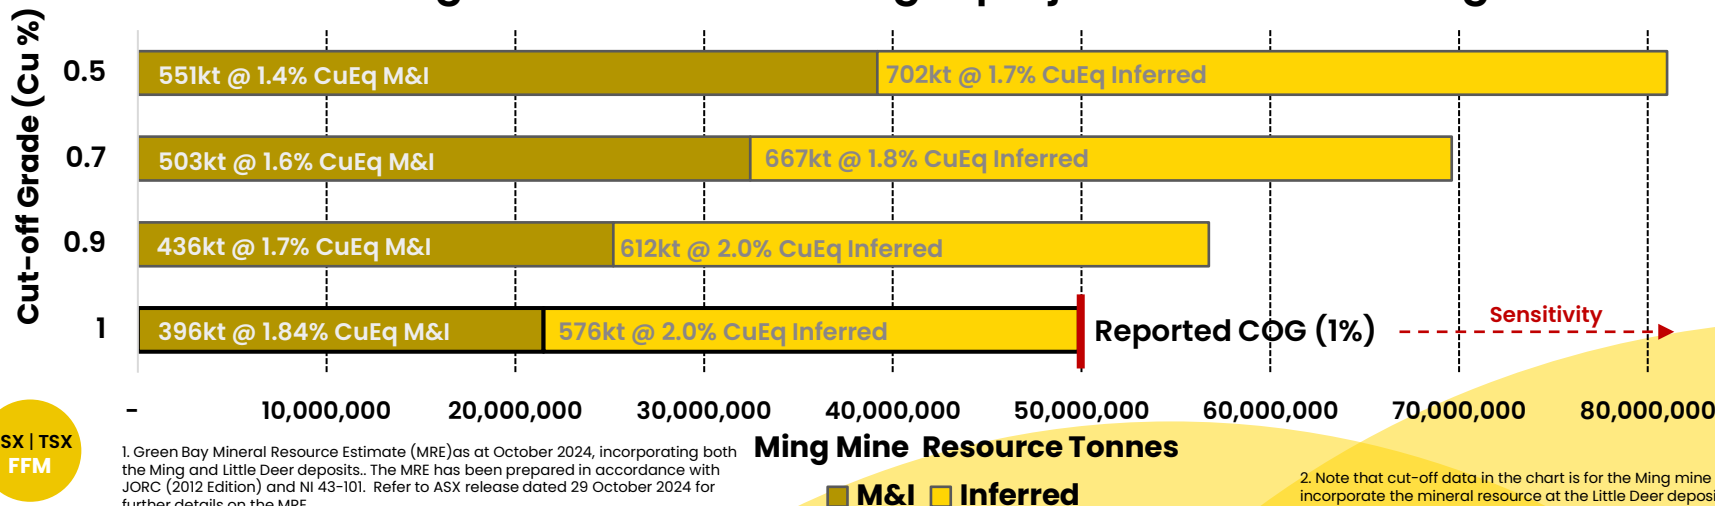 Cut-off Grade (Cu %)
0.5
551kt @ 1.4% CuEq M&I
702kt @ 1.7% CuEq Inferred
0.7
503kt @ 1.6% CuEq M&I
667kt @ 1.8% CuEq Inferred
0.9
436kt @ 1.7% CuEq M&I
612kt @ 2.0% CuEq Inferred
1
396kt @ 1.84% CuEq M&I
576kt @ 2.0% CuEq Inferred
Reported COG (1%)
Sensitivity
–
10,000,000
20,000,000
30,000,000
40,000,000
50,000,000
60,000,000
70,000,000
80,000,000
Ming Mine Resource Tonnes
M&I
Inferred
SX | TSX
FFM
1. Green Bay Mineral Resource Estimate (MRE)as at October 2024, incorporating both
the Ming and Little Deer deposits.. The MRE has been prepared in accordance with
JORC (2012 Edition) and NI 43-101. Refer to ASX release dated 29 October 2024 for
further details on the MRE
2. Note that cut-off data in the chart is for the Ming mine
incorporate the mineral resource at the Little Deer deposi